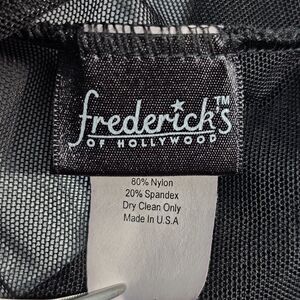 frederick's™
OF HOLLYWOOD
80% Nylon
20% Spandex
Dry Clean Only
Made In U.S.A